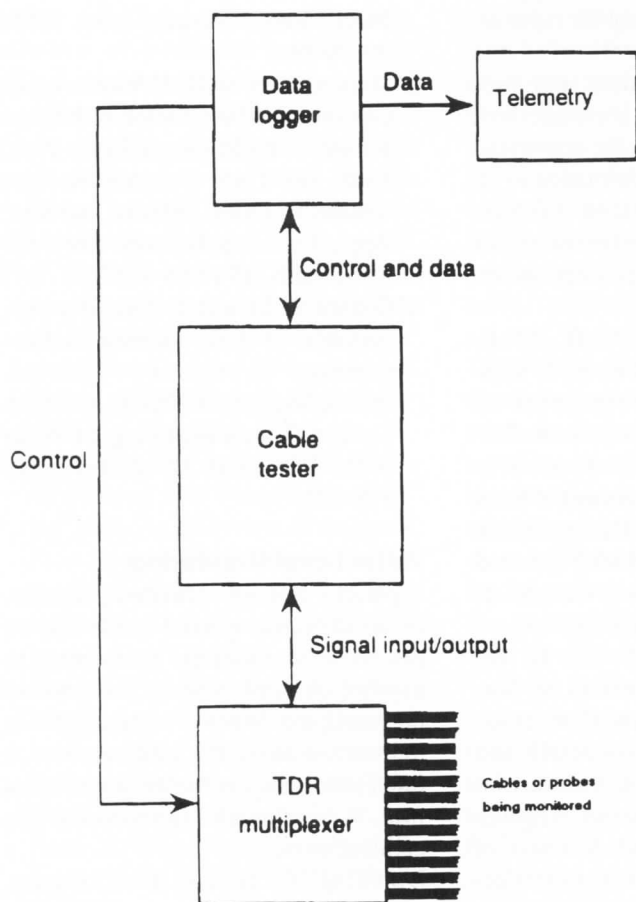 Data
logger
Data
Telemetry
Control and data
Cable
tester
Control
Signal input/output
TDR
multiplexer
Cables or probes
being monitored